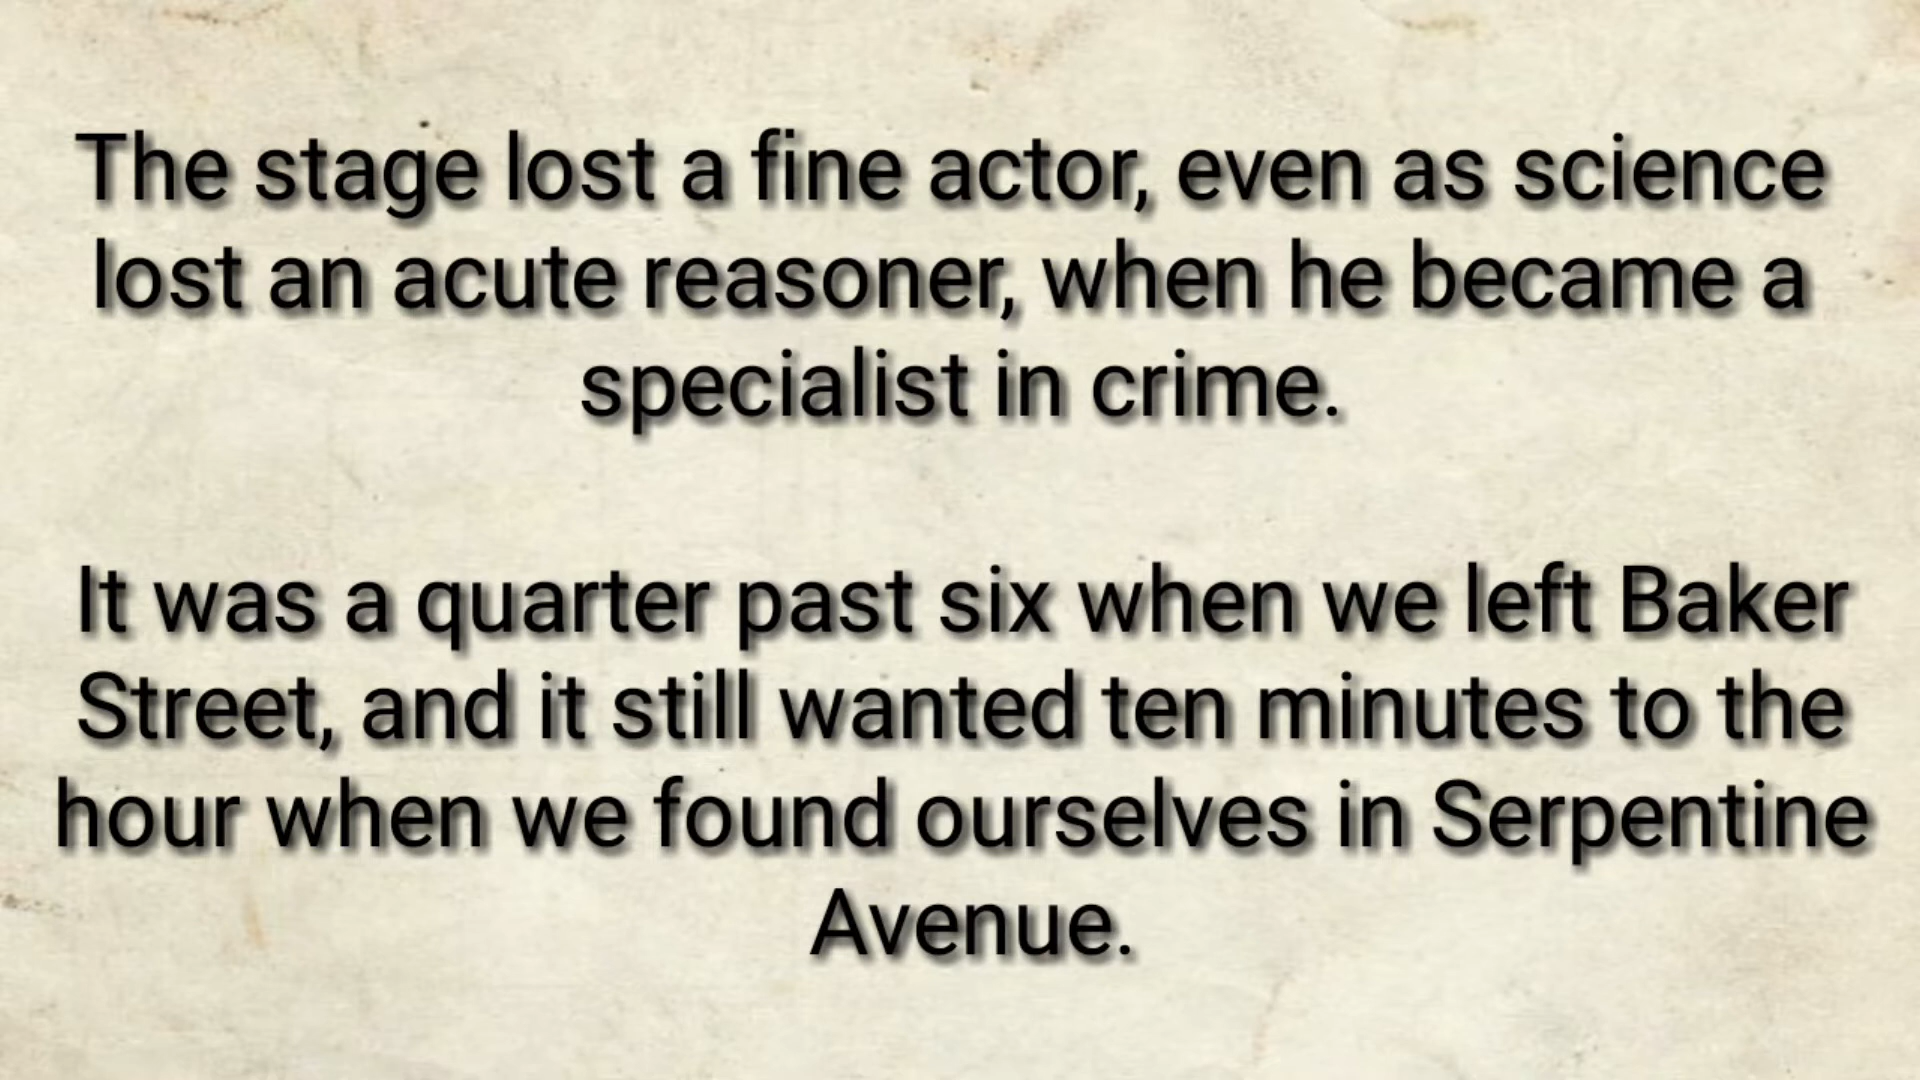 The stage lost a fine actor, even as science
lost an acute reasoner, when he became a
specialist in crime.
It was a quarter past six when we left Baker
Street, and it still wanted ten minutes to the
hour when we found ourselves in Serpentine
Avenue.